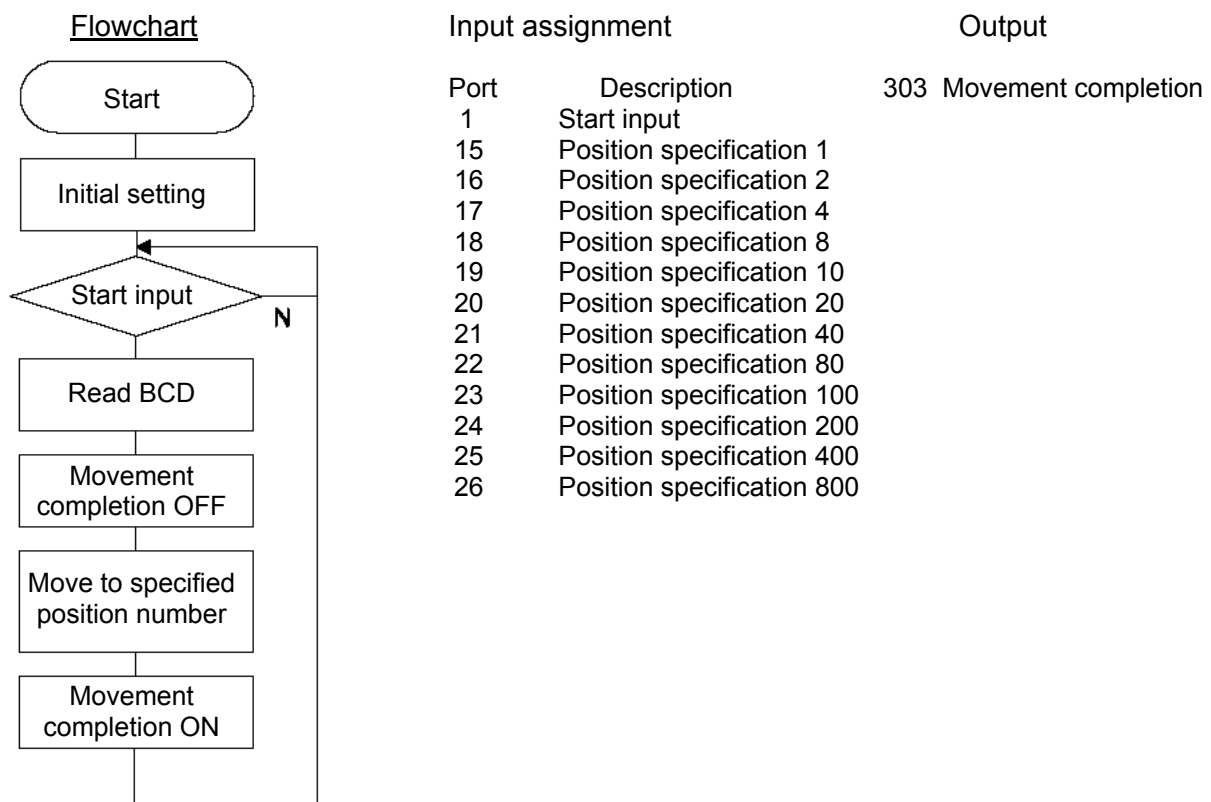 Flowchart
Start
Initial setting
Start input
N
Read BCD
Movement
completion OFF
Move to specified
position number
Movement
completion ON
Input assignment
Port Description
1 Start input
15 Position specification 1
16 Position specification 2
17 Position specification 4
18 Position specification 8
19 Position specification 10
20 Position specification 20
21 Position specification 40
22 Position specification 80
23 Position specification 100
24 Position specification 200
25 Position specification 400
26 Position specification 800
Output
303 Movement completion